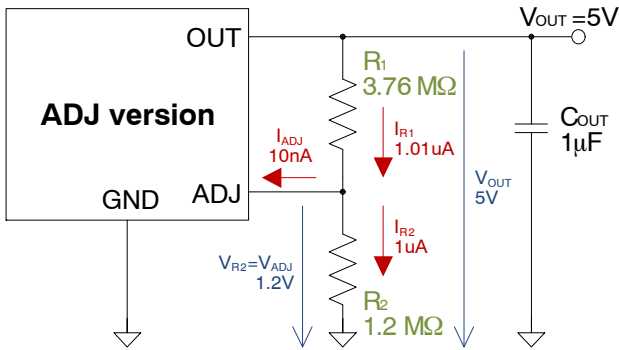 VOUT =5V
OUT
R1
3.76 MΩ
ADJ version
COUT
1µF
IADJ
10nA
IR1
1.01uA
ADJ
GND
VOUT
5V
IR2
1uA
VR2=VADJ
1.2V
R2
1.2 MΩ